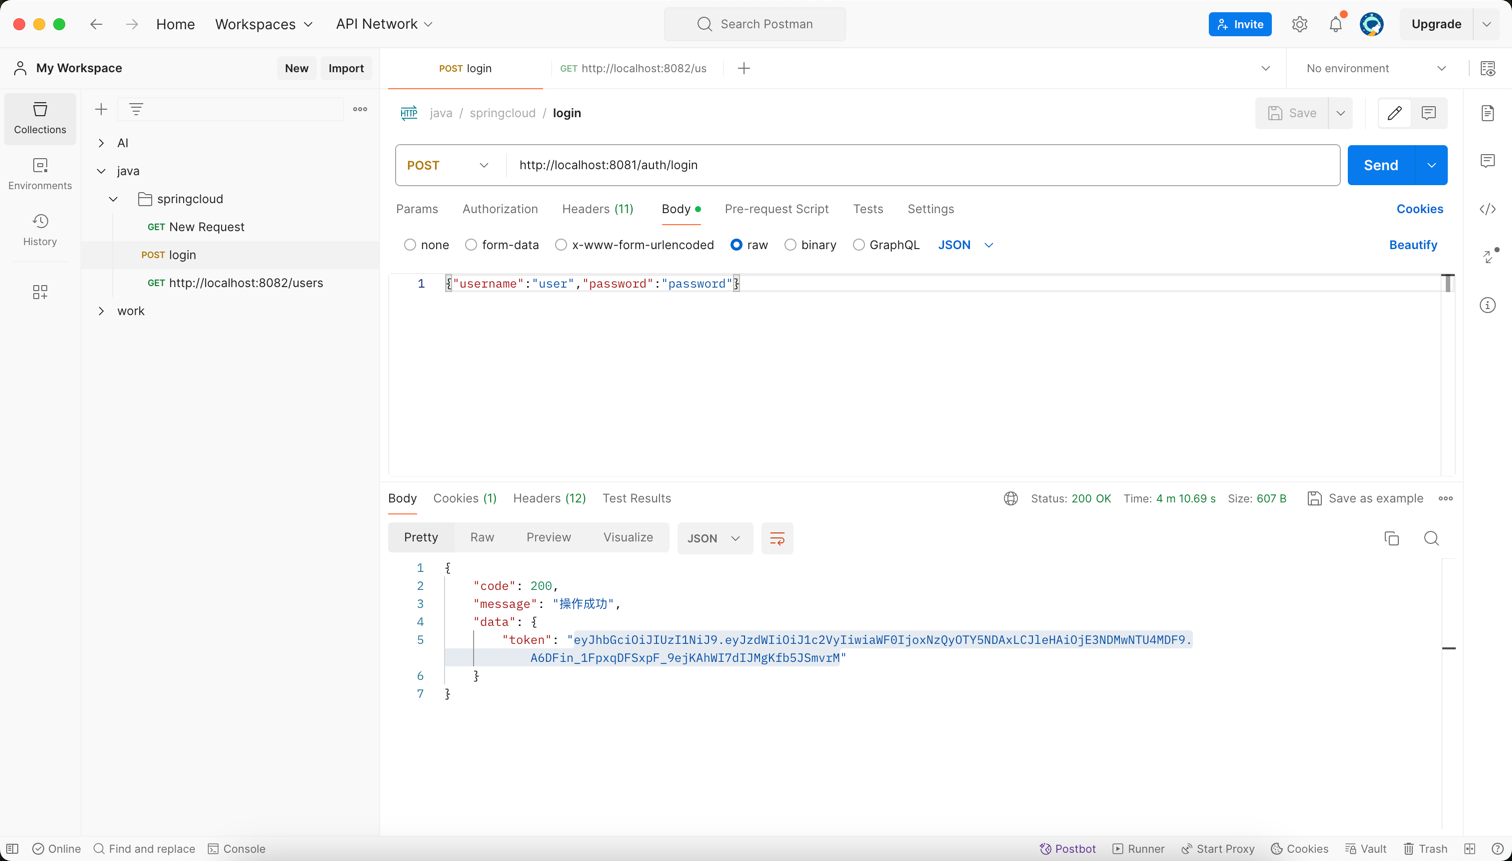 Home
Workspaces
API Network
Search Postman
Invite
Upgrade
My Workspace
New
Import
POST login
GET http://localhost:8082/us
No environment
Collections
Environments
History
AI
java
springcloud
GET New Request
POST login
GET http://localhost:8082/users
work
HTTP
java / springcloud / login
Save
POST
http://localhost:8081/auth/login
Send
Params
Authorization
Headers (11)
Body
Pre-request Script
Tests
Settings
Cookies
none
form-data
x-www-form-urlencoded
raw
binary
GraphQL
JSON
Beautify
1 {"username":"user","password":"password"}
Body
Cookies (1)
Headers (12)
Test Results
Status: 200 OK
Time: 4 m 10.69 s
Size: 607 B
Save as example
Pretty
Raw
Preview
Visualize
JSON
1 {
2 "code": 200,
3 "message": "操作成功",
4 "data": {
5 "token": "eyJhbGciOiJIUzI1NiJ9.eyJzdWIiOiJ1c2VyIiwiaWF0IjoxNzQyOTY5NDAxLCJleHAiOjE3NDMwNTU4MDF9.
A6DFin_1FpxqDFSxpF_9ejKAhWI7dIJMgKfb5JSmvrM"
6 }
7 }
Online
Find and replace
Console
Postbot
Runner
Start Proxy
Cookies
Vault
Trash